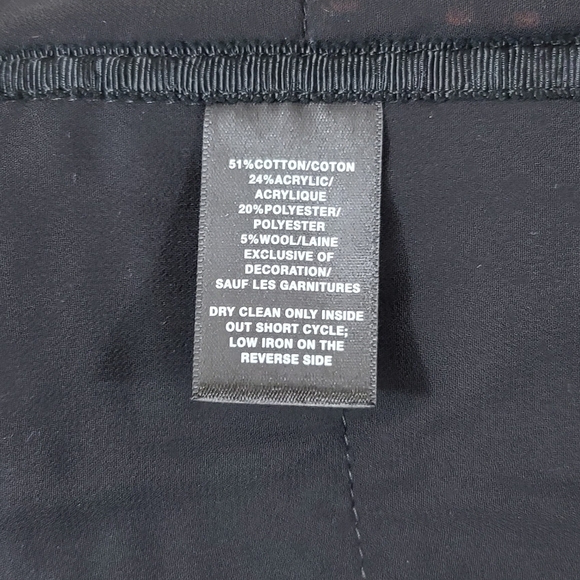 51%COTTON/COTON
24%ACRYLIC/
ACRYLIQUE
20%POLYESTER/
POLYESTER
5%WOOL/LAINE
EXCLUSIVE OF
DECORATION/
SAUF LES GARNITURES
DRY CLEAN ONLY INSIDE
OUT SHORT CYCLE;
LOW IRON ON THE
REVERSE SIDE